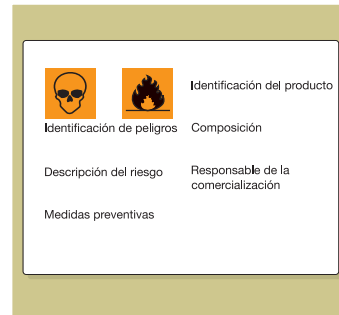 Identificación del producto
Identificación de peligros
Composición
Descripción del riesgo
Responsable de la
comercialización
Medidas preventivas